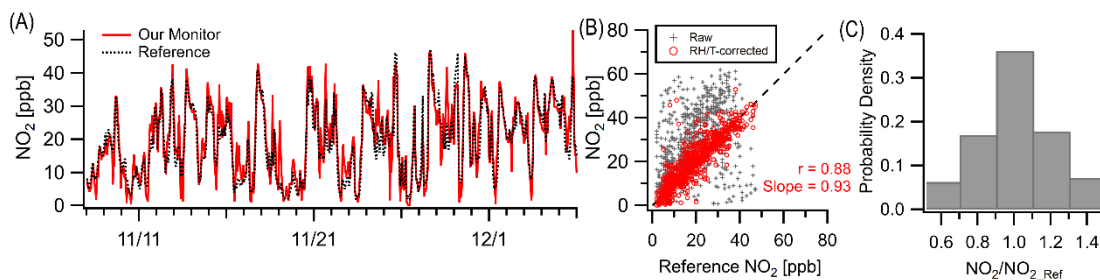 (A)
Our Monitor
Reference
NO2 [ppb]
50
40
30
20
10
0
11/11
11/21
12/1
(B)
Raw
RH/T-corrected
NO2 [ppb]
80
60
40
20
0
r = 0.88
Slope = 0.93
0
20
40
60
80
Reference NO2 [ppb]
(C)
Probability Density
0.4
0.3
0.2
0.1
0.0
0.6
0.8
1.0
1.2
1.4
NO2/NO2_Ref